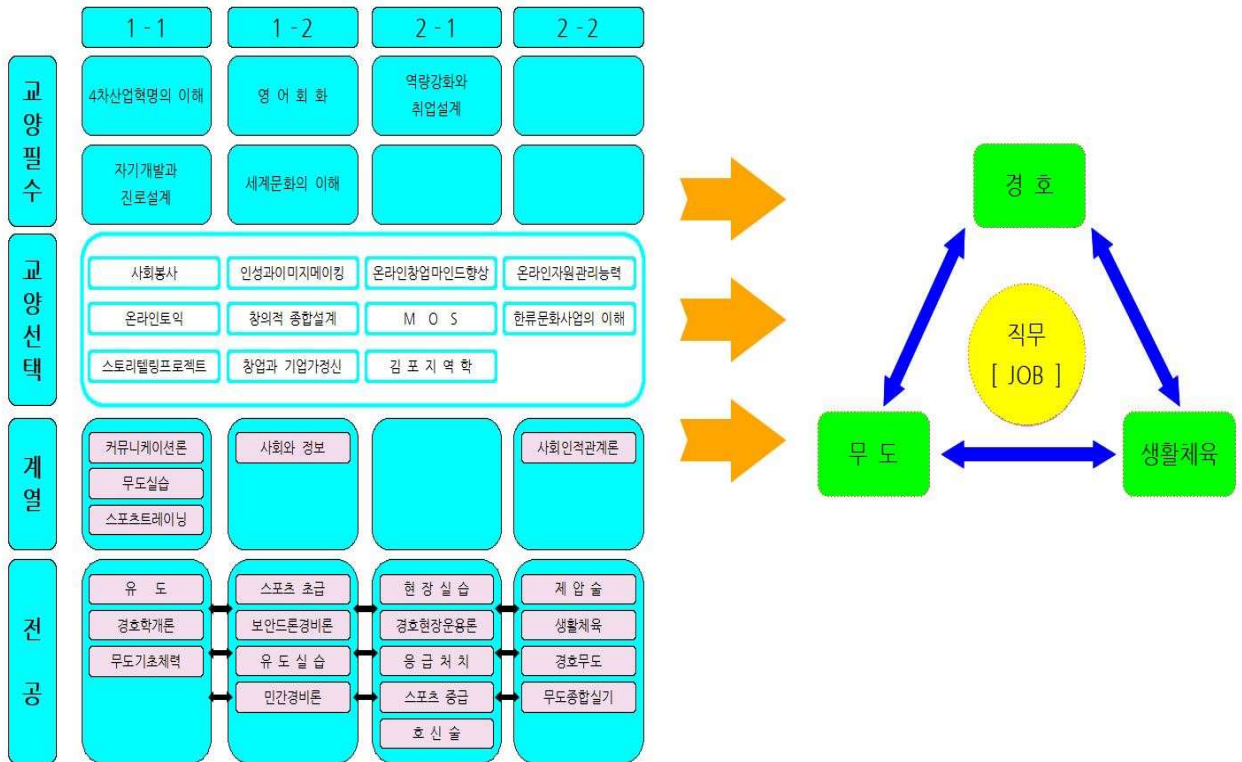 1 - 1
1 - 2
2 - 1
2 - 2
교양필수
4차산업혁명의 이해
영 어 회 화
역량강화와
취업설계
자기개발과
진로설계
세계문화의 이해
교양선택
사회봉사
인성과이미지메이킹
온라인창업마인드향상
온라인자원관리능력
온라인토익
창의적 종합설계
M O S
한류문화사업의 이해
스토리텔링프로젝트
창업과 기업가정신
김 포 지 역 학
계열
커뮤니케이션론
사회와 정보
사회인적관계론
무도실습
스포츠트레이닝
전공
유 도
스포츠 초급
현 장 실 습
제 압 술
경호학개론
보안드론경비론
경호현장운용론
생활체육
무도기초체력
유 도 실 습
응 급 처 치
경호무도
민간경비론
스포츠 중급
무도종합실기
호 신 술
경 호
직무
[ JOB ]
무 도
생활체육